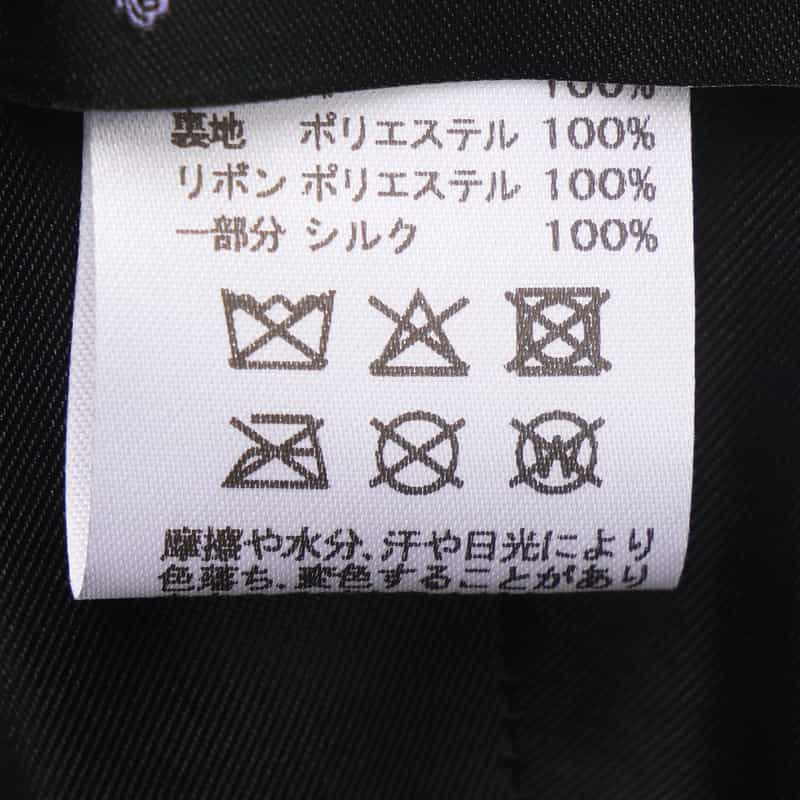 100%
裏地 ポリエステル 100%
リボン ポリエステル 100%
一部分 シルク 100%
W
摩擦や水分、汗や日光により
色落ち、変色することがあり